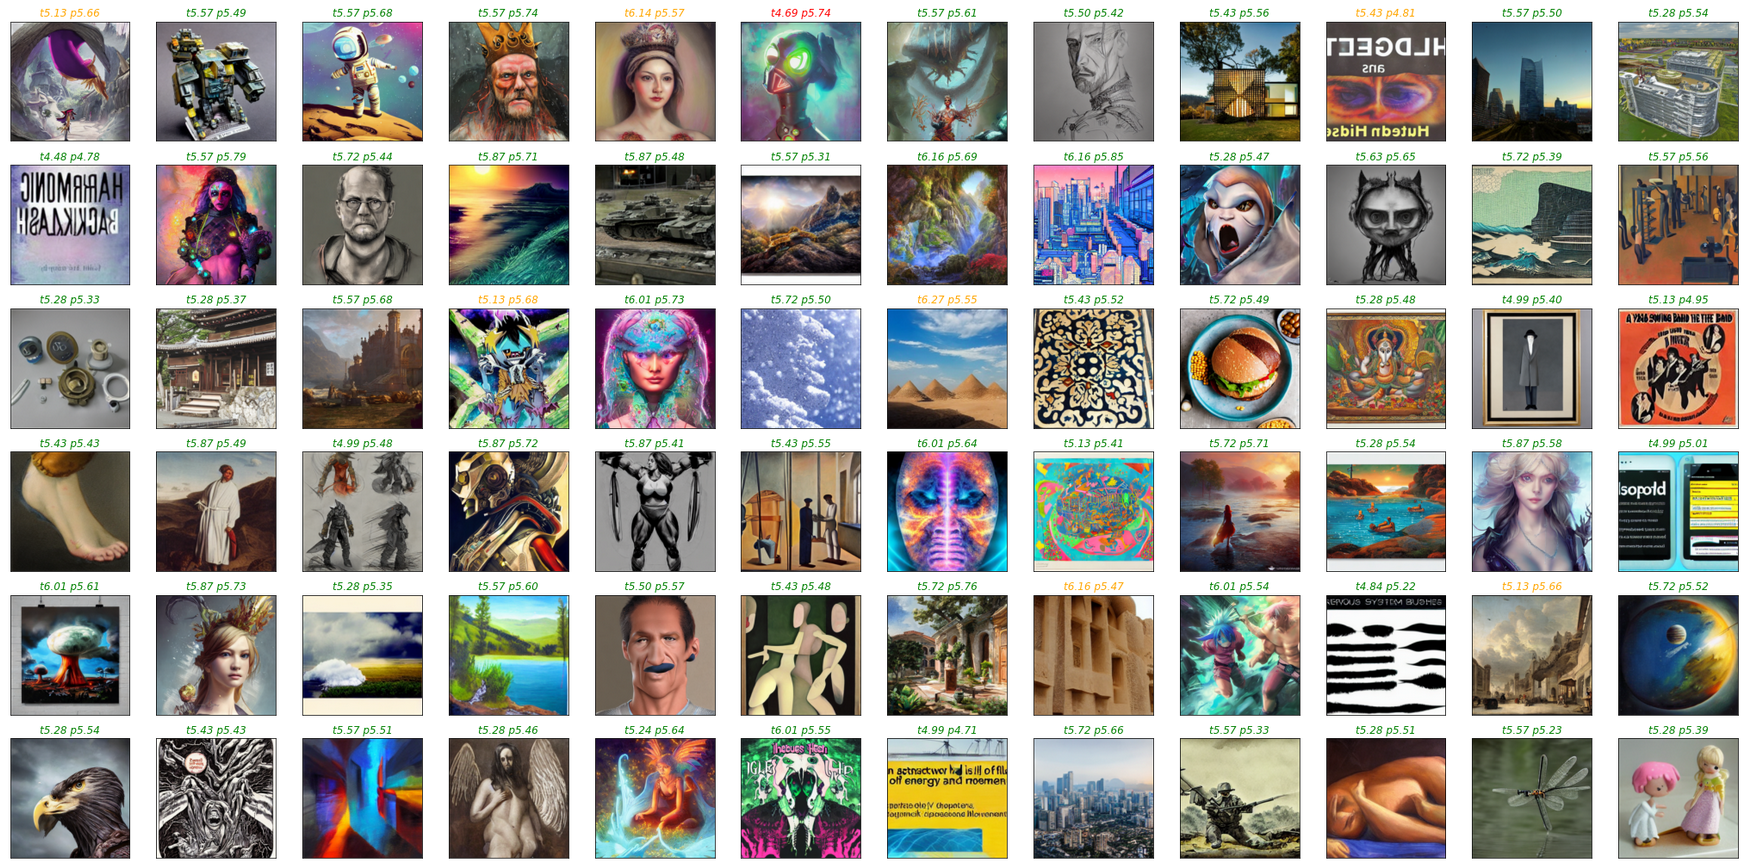 t5.13 p5.66
t5.57 p5.49
t5.57 p5.68
t5.57 p5.74
t6.14 p5.57
t4.69 p5.74
t5.57 p5.61
t5.50 p5.42
t5.43 p5.56
t5.43 p4.81
t5.57 p5.50
t5.28 p5.54
t4.48 p4.78
t5.57 p5.79
t5.72 p5.44
t5.87 p5.71
t5.87 p5.48
t5.57 p5.31
t6.16 p5.69
t6.16 p5.85
t5.28 p5.47
t5.63 p5.65
t5.72 p5.39
t5.57 p5.56
HARRMONIC
BACKKLASH
t5.28 p5.33
t5.28 p5.37
t5.57 p5.68
t5.13 p5.68
t6.01 p5.73
t5.72 p5.50
t6.27 p5.55
t5.43 p5.52
t5.72 p5.49
t5.28 p5.48
t4.99 p5.40
t5.13 p4.95
t5.43 p5.43
t5.87 p5.49
t4.99 p5.48
t5.87 p5.72
t5.87 p5.41
t5.43 p5.55
t6.01 p5.64
t5.13 p5.41
t5.72 p5.71
t5.28 p5.54
t5.87 p5.58
t4.99 p5.01
t6.01 p5.61
t5.87 p5.73
t5.28 p5.35
t5.57 p5.60
t5.50 p5.57
t5.43 p5.48
t5.72 p5.76
t6.16 p5.47
t6.01 p5.54
t4.84 p5.22
t5.13 p5.66
t5.72 p5.52
t5.28 p5.54
t5.43 p5.43
t5.57 p5.51
t5.28 p5.46
t5.24 p5.64
t6.01 p5.55
t4.99 p4.71
t5.72 p5.66
t5.57 p5.33
t5.28 p5.51
t5.57 p5.23
t5.28 p5.39
off energy and